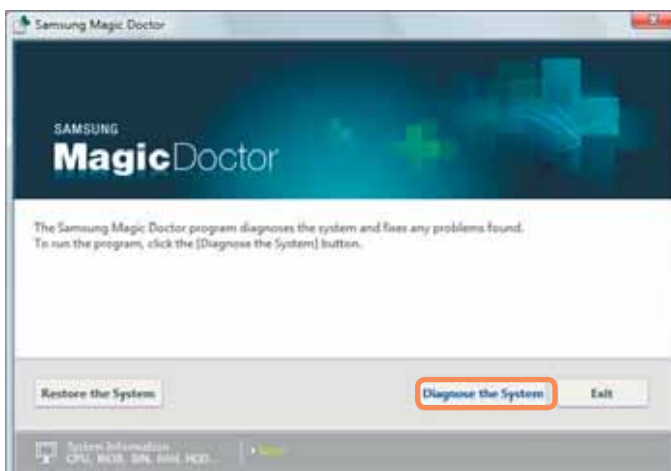 Samsung Magic Doctor
SAMSUNG
MagicDoctor
The Samsung Magic Doctor program diagnoses the system and fixes any problems found.
To run the program, click the [Diagnose the System] button.
Restore the System
Diagnose the System
Exit
System Information
CPU, HDD...